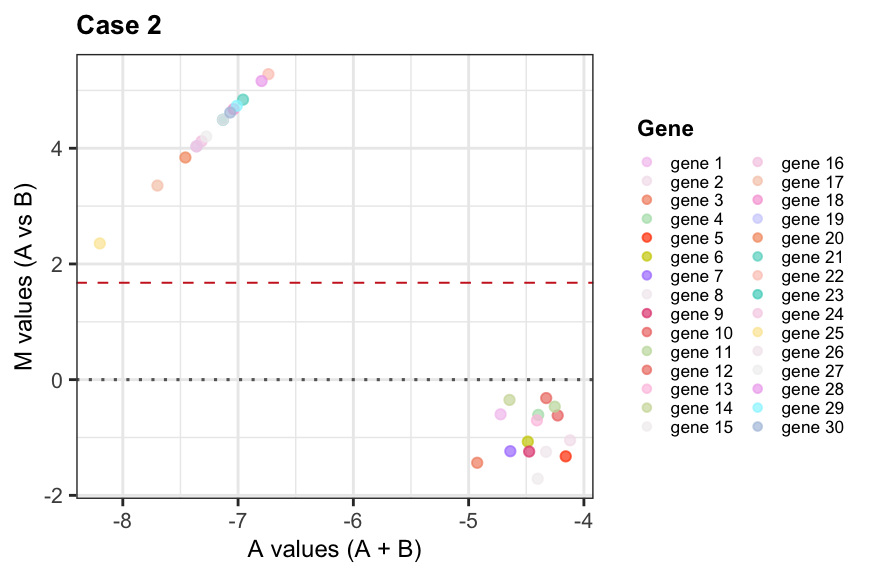 Case 2
M values (A vs B)
4
2
0
-2
-8
-7
-6
-5
-4
A values (A + B)
Gene
gene 1
gene 2
gene 3
gene 4
gene 5
gene 6
gene 7
gene 8
gene 9
gene 10
gene 11
gene 12
gene 13
gene 14
gene 15
gene 16
gene 17
gene 18
gene 19
gene 20
gene 21
gene 22
gene 23
gene 24
gene 25
gene 26
gene 27
gene 28
gene 29
gene 30